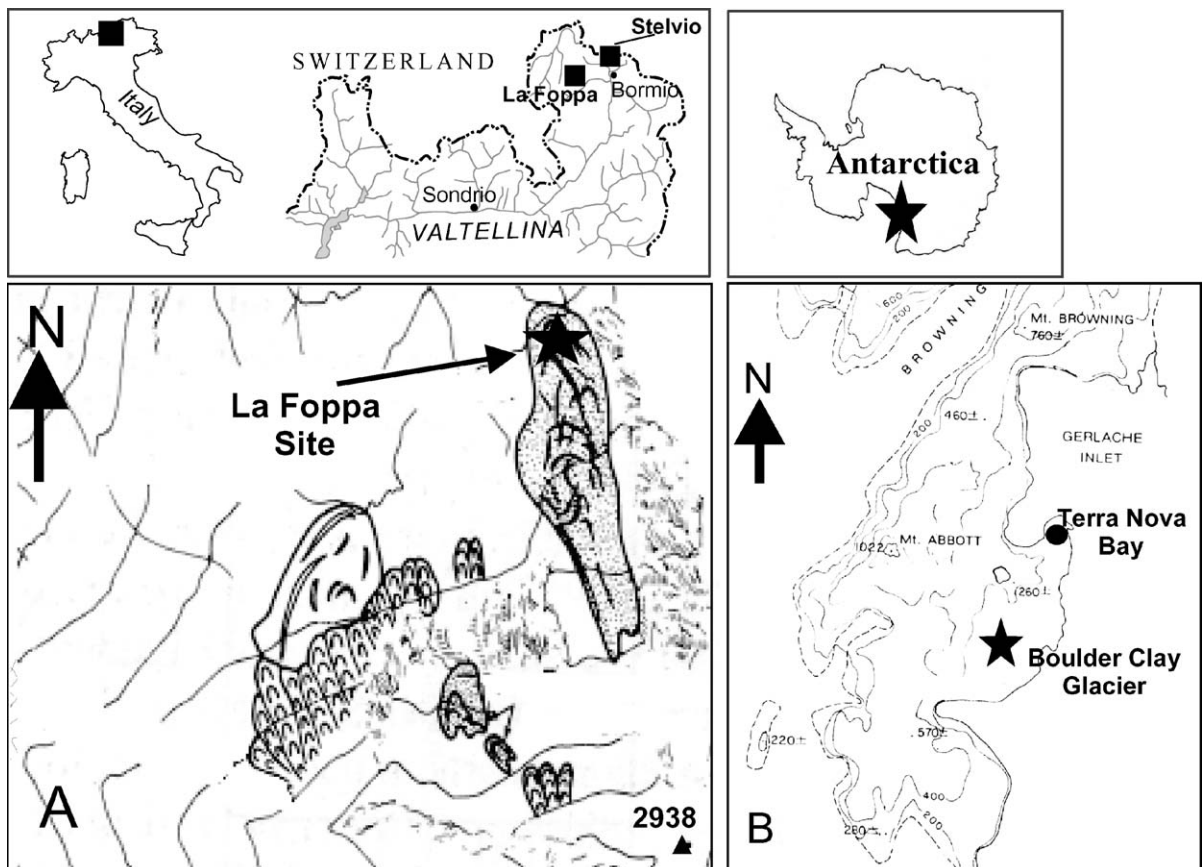 Stelvio
SWITZERLAND
La Foppa
Bormio
Italy
Sondrio
VALTELLINA
Antarctica
N
La Foppa
Site
2938
A
600
200
BROWNING
Mt. BROWNING
760±
N
460±
200
GERLACHE
INLET
Terra Nova
Bay
1022
Mt. ABBOTT
260±
Boulder Clay
Glacier
220±
570±
400
200
280±
B